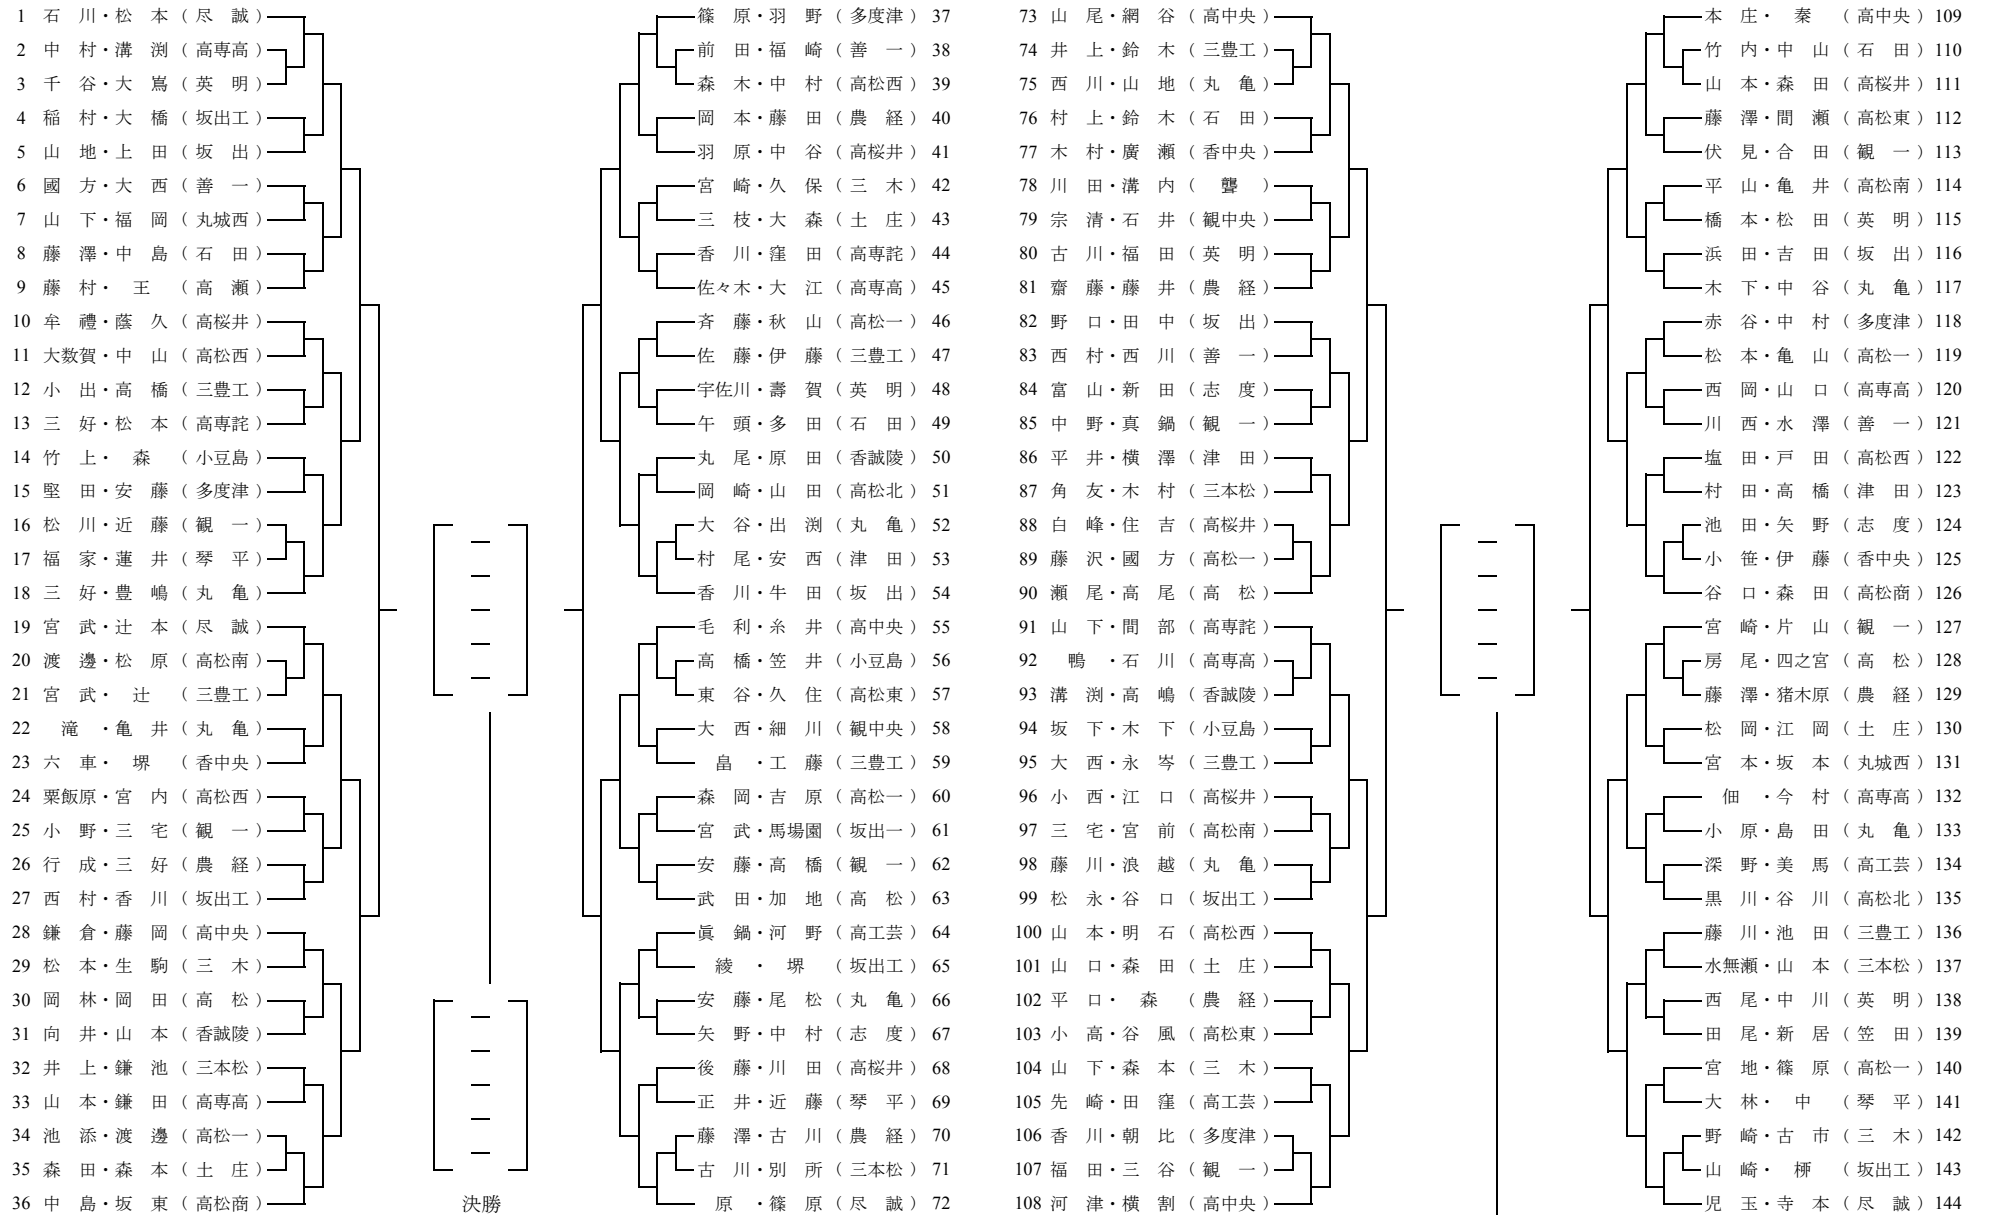 1 石 川・松 本 ( 尽 誠 )
2 中 村・溝 渕 ( 高専高 )
3 千 谷・大 嶌 ( 英 明 )
4 稲 村・大 橋 ( 坂出工 )
5 山 地・上 田 ( 坂 出 )
6 國 方・大 西 ( 善 一 )
7 山 下・福 岡 ( 丸城西 )
8 藤 澤・中 島 ( 石 田 )
9 藤 村・ 王 ( 高 瀬 )
10 牟 禮・蔭 久 ( 高桜井 )
11 大数賀・中 山 ( 高松西 )
12 小 出・高 橋 ( 三豊工 )
13 三 好・松 本 ( 高専詫 )
14 竹 上・ 森 ( 小豆島 )
15 堅 田・安 藤 ( 多度津 )
16 松 川・近 藤 ( 観 一 )
17 福 家・蓮 井 ( 琴 平 )
18 三 好・豊 嶋 ( 丸 亀 )
19 宮 武・辻 本 ( 尽 誠 )
20 渡 邊・松 原 ( 高松南 )
21 宮 武・ 辻 ( 三豊工 )
22 滝 ・亀 井 ( 丸 亀 )
23 六 車・ 堺 ( 香中央 )
24 粟飯原・宮 内 ( 高松西 )
25 小 野・三 宅 ( 観 一 )
26 行 成・三 好 ( 農 経 )
27 西 村・香 川 ( 坂出工 )
28 鎌 倉・藤 岡 ( 高中央 )
29 松 本・生 駒 ( 三 木 )
30 岡 林・岡 田 ( 高 松 )
31 向 井・山 本 ( 香誠陵 )
32 井 上・鎌 池 ( 三本松 )
33 山 本・鎌 田 ( 高専高 )
34 池 添・渡 邊 ( 高松一 )
35 森 田・森 本 ( 土 庄 )
36 中 島・坂 東 ( 高松商 )
決勝
篠 原・羽 野 ( 多度津 ) 37
前 田・福 崎 ( 善 一 ) 38
森 木・中 村 ( 高松西 ) 39
岡 本・藤 田 ( 農 経 ) 40
羽 原・中 谷 ( 高桜井 ) 41
宮 崎・久 保 ( 三 木 ) 42
三 枝・大 森 ( 土 庄 ) 43
香 川・窪 田 ( 高専詫 ) 44
佐々木・大 江 ( 高専高 ) 45
斉 藤・秋 山 ( 高松一 ) 46
佐 藤・伊 藤 ( 三豊工 ) 47
宇佐川・壽 賀 ( 英 明 ) 48
午 頭・多 田 ( 石 田 ) 49
丸 尾・原 田 ( 香誠陵 ) 50
岡 崎・山 田 ( 高松北 ) 51
大 谷・出 渕 ( 丸 亀 ) 52
村 尾・安 西 ( 津 田 ) 53
香 川・牛 田 ( 坂 出 ) 54
毛 利・糸 井 ( 高中央 ) 55
高 橋・笠 井 ( 小豆島 ) 56
東 谷・久 住 ( 高松東 ) 57
大 西・細 川 ( 観中央 ) 58
畠 ・工 藤 ( 三豊工 ) 59
森 岡・吉 原 ( 高松一 ) 60
宮 武・馬場園 ( 坂出一 ) 61
安 藤・高 橋 ( 観 一 ) 62
武 田・加 地 ( 高 松 ) 63
眞 鍋・河 野 ( 高工芸 ) 64
綾 ・ 堺 ( 坂出工 ) 65
安 藤・尾 松 ( 丸 亀 ) 66
矢 野・中 村 ( 志 度 ) 67
後 藤・川 田 ( 高桜井 ) 68
正 井・近 藤 ( 琴 平 ) 69
藤 澤・古 川 ( 農 経 ) 70
古 川・別 所 ( 三本松 ) 71
原 ・篠 原 ( 尽 誠 ) 72
73 山 尾・網 谷 ( 高中央 )
74 井 上・鈴 木 ( 三豊工 )
75 西 川・山 地 ( 丸 亀 )
76 村 上・鈴 木 ( 石 田 )
77 木 村・廣 瀬 ( 香中央 )
78 川 田・溝 内 ( 聾 )
79 宗 清・石 井 ( 観中央 )
80 古 川・福 田 ( 英 明 )
81 齋 藤・藤 井 ( 農 経 )
82 野 口・田 中 ( 坂 出 )
83 西 村・西 川 ( 善 一 )
84 富 山・新 田 ( 志 度 )
85 中 野・真 鍋 ( 観 一 )
86 平 井・横 澤 ( 津 田 )
87 角 友・木 村 ( 三本松 )
88 白 峰・住 吉 ( 高桜井 )
89 藤 沢・國 方 ( 高松一 )
90 瀬 尾・高 尾 ( 高 松 )
91 山 下・間 部 ( 高専詫 )
92 鴨 ・石 川 ( 高専高 )
93 溝 渕・高 嶋 ( 香誠陵 )
94 坂 下・木 下 ( 小豆島 )
95 大 西・永 岑 ( 三豊工 )
96 小 西・江 口 ( 高桜井 )
97 三 宅・宮 前 ( 高松南 )
98 藤 川・浪 越 ( 丸 亀 )
99 松 永・谷 口 ( 坂出工 )
100 山 本・明 石 ( 高松西 )
101 山 口・森 田 ( 土 庄 )
102 平 口・ 森 ( 農 経 )
103 小 高・谷 風 ( 高松東 )
104 山 下・森 本 ( 三 木 )
105 先 崎・田 窪 ( 高工芸 )
106 香 川・朝 比 ( 多度津 )
107 福 田・三 谷 ( 観 一 )
108 河 津・横 割 ( 高中央 )
本 庄・ 秦 ( 高中央 ) 109
竹 内・中 山 ( 石 田 ) 110
山 本・森 田 ( 高桜井 ) 111
藤 澤・間 瀬 ( 高松東 ) 112
伏 見・合 田 ( 観 一 ) 113
平 山・亀 井 ( 高松南 ) 114
橋 本・松 田 ( 英 明 ) 115
浜 田・吉 田 ( 坂 出 ) 116
木 下・中 谷 ( 丸 亀 ) 117
赤 谷・中 村 ( 多度津 ) 118
松 本・亀 山 ( 高松一 ) 119
西 岡・山 口 ( 高専高 ) 120
川 西・水 澤 ( 善 一 ) 121
塩 田・戸 田 ( 高松西 ) 122
村 田・高 橋 ( 津 田 ) 123
池 田・矢 野 ( 志 度 ) 124
小 笹・伊 藤 ( 香中央 ) 125
谷 口・森 田 ( 高松商 ) 126
宮 崎・片 山 ( 観 一 ) 127
房 尾・四之宮 ( 高 松 ) 128
藤 澤・猪木原 ( 農 経 ) 129
松 岡・江 岡 ( 土 庄 ) 130
宮 本・坂 本 ( 丸城西 ) 131
佃 ・今 村 ( 高専高 ) 132
小 原・島 田 ( 丸 亀 ) 133
深 野・美 馬 ( 高工芸 ) 134
黒 川・谷 川 ( 高松北 ) 135
藤 川・池 田 ( 三豊工 ) 136
水無瀬・山 本 ( 三本松 ) 137
西 尾・中 川 ( 英 明 ) 138
田 尾・新 居 ( 笠 田 ) 139
宮 地・篠 原 ( 高松一 ) 140
大 林・ 中 ( 琴 平 ) 141
野 崎・古 市 ( 三 木 ) 142
山 崎・ ( 坂出工 ) 143
児 玉・寺 本 ( 尽 誠 ) 144